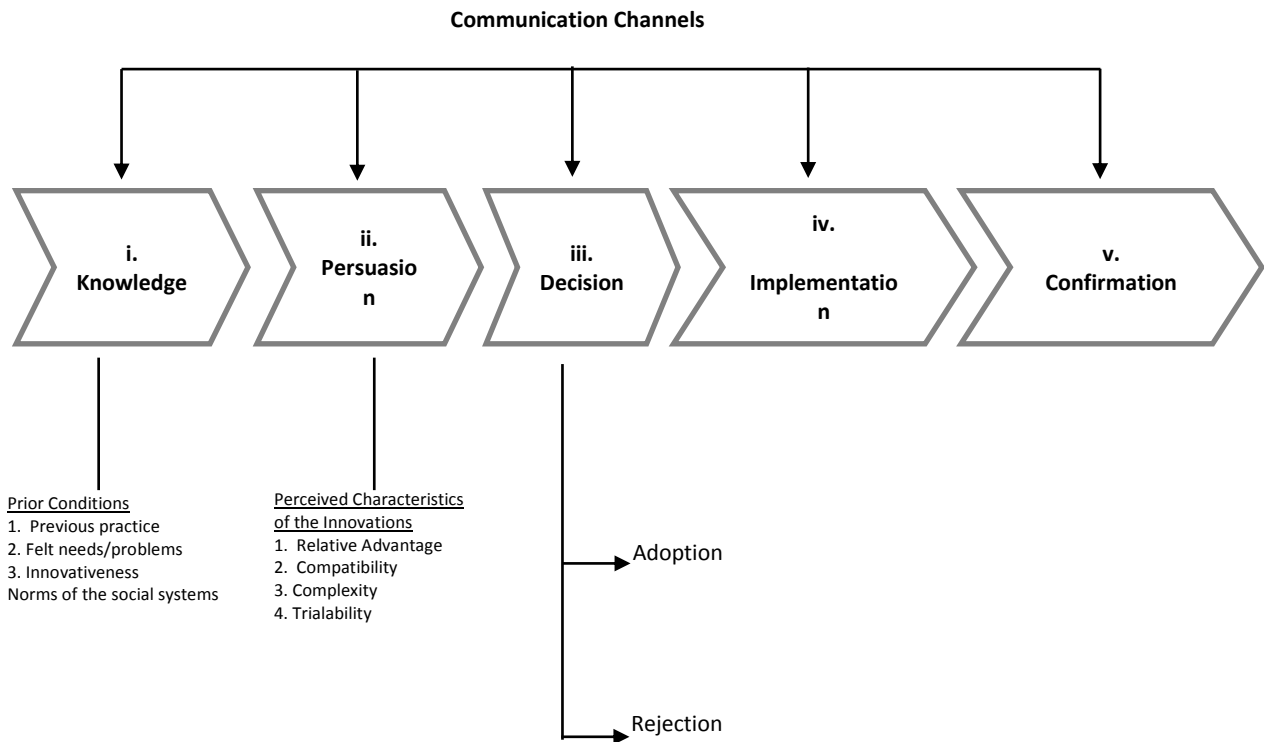 Communication Channels
i.
Knowledge
ii.
Persuasio
n
iii.
Decision
iv.
Implementatio
n
v.
Confirmation
Prior Conditions
1. Previous practice
2. Felt needs/problems
3. Innovativeness
Norms of the social systems
Perceived Characteristics
of the Innovations
1. Relative Advantage
2. Compatibility
3. Complexity
4. Trialability
Adoption
Rejection